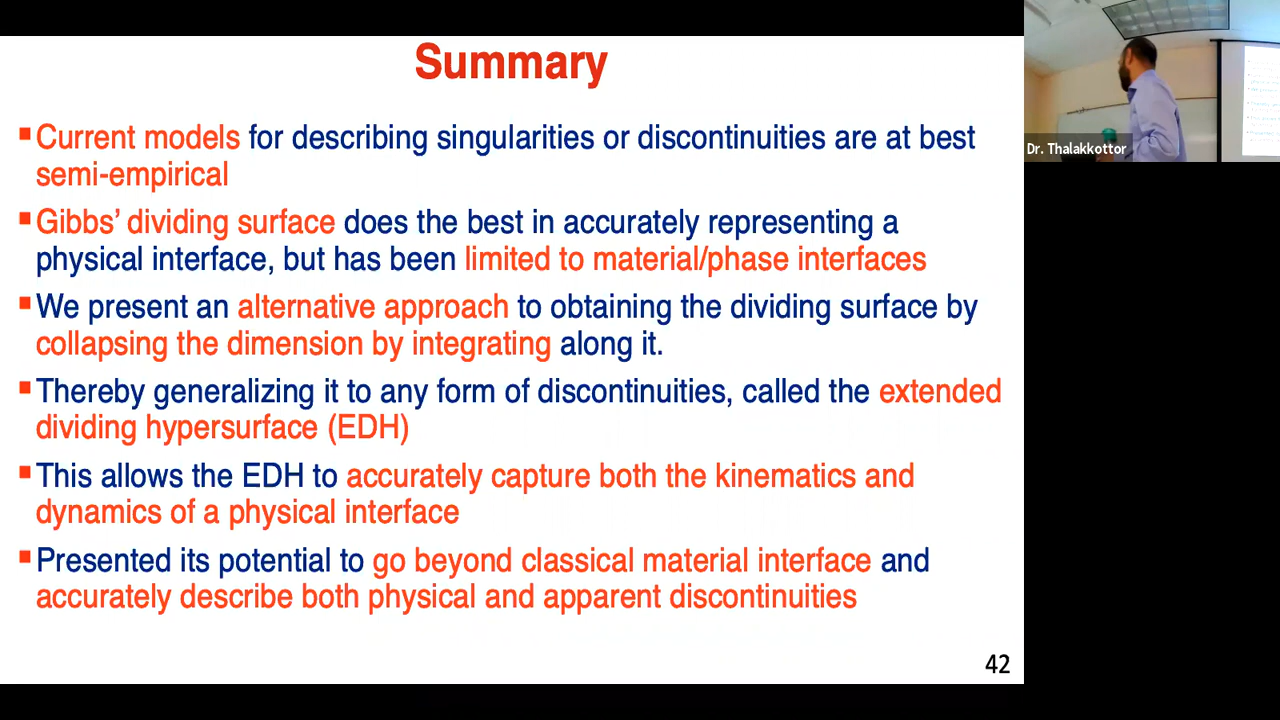 Summary
▪Current models for describing singularities or discontinuities are at best
semi-empirical
▪Gibbs’ dividing surface does the best in accurately representing a
physical interface, but has been limited to material/phase interfaces
▪We present an alternative approach to obtaining the dividing surface by
collapsing the dimension by integrating along it.
▪Thereby generalizing it to any form of discontinuities, called the extended
dividing hypersurface (EDH)
▪This allows the EDH to accurately capture both the kinematics and
dynamics of a physical interface
▪Presented its potential to go beyond classical material interface and
accurately describe both physical and apparent discontinuities
42
Dr. Thalakkottor